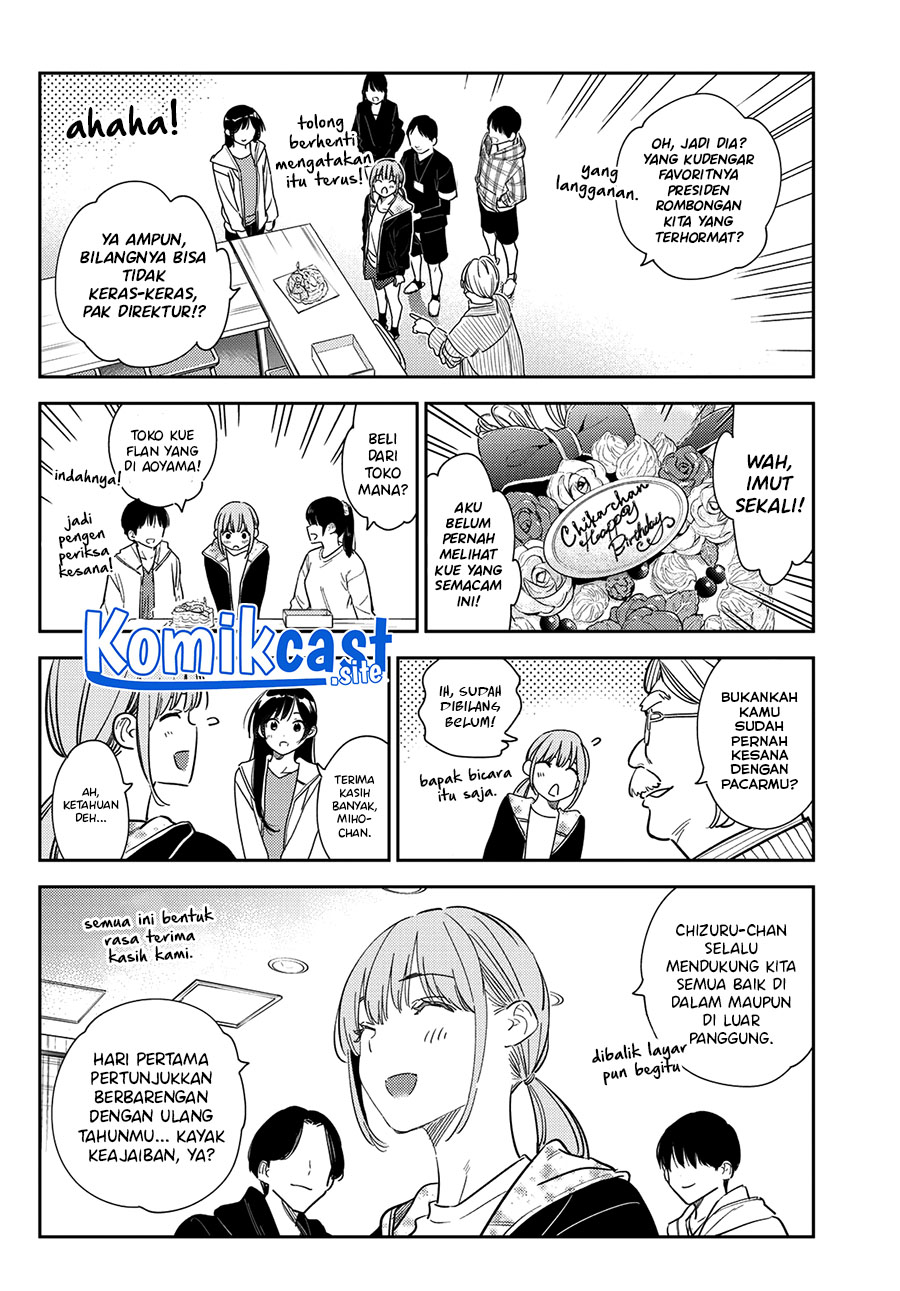 OH, JADI DIA?
YANG KUDENGAR
FAVORITNYA
PRESIDEN
ROMBONGAN
KITA YANG
TERHORMAT?
yang
langganan.
tolong
berhenti
mengatakan
itu terus!
ahaha!
YA AMPUN,
BILANGNYA BISA
TIDAK
KERAS-KERAS,
PAK DIREKTUR!?
WAH,
IMUT
SEKALI!
Chikarchan
Happy
Birthday
AKU
BELUM
PERNAH
MELIHAT
KUE YANG
SEMACAM
INI!
BELI
DARI
TOKO
MANA?
TOKO KUE
FLAN YANG
DI AOYAMA!
indahnya!
jadi
pengen
periksa
kesana!
Komikcast
.site
BUKANKAH
KAMU
SUDAH
PERNAH
KESANA
DENGAN
PACARMU?
IH, SUDAH
DIBILANG
BELUM!
bapak bicara
itu saja.
TERIMA
KASIH
BANYAK,
MIHO-
CHAN.
AH,
KETAHUAN
DEH...
CHIZURU-CHAN
SELALU
MENDUKUNG KITA
SEMUA BAIK DI
DALAM MAUPUN
DI LUAR
PANGGUNG.
dibalik layar
pun begitu
semua ini bentuk
rasa terima
kasih kami.
HARI PERTAMA
PERTUNJUKKAN
BERBARENGAN
DENGAN ULANG
TAHUNMU... KAYAK
KEAJAIBAN, YA?